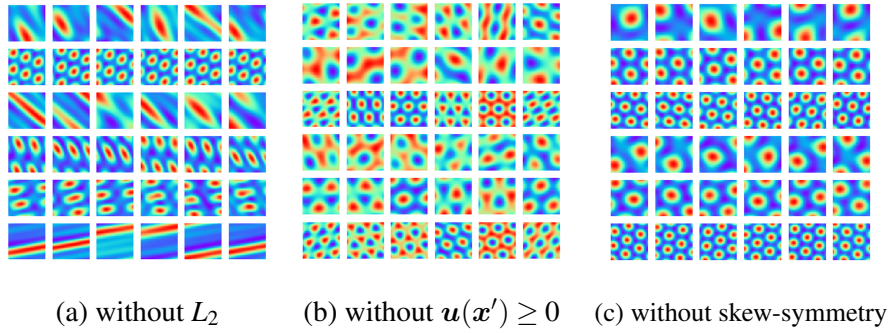 (a) without L₂ (b) without u(x′) ≥ 0 (c) without skew-symmetry